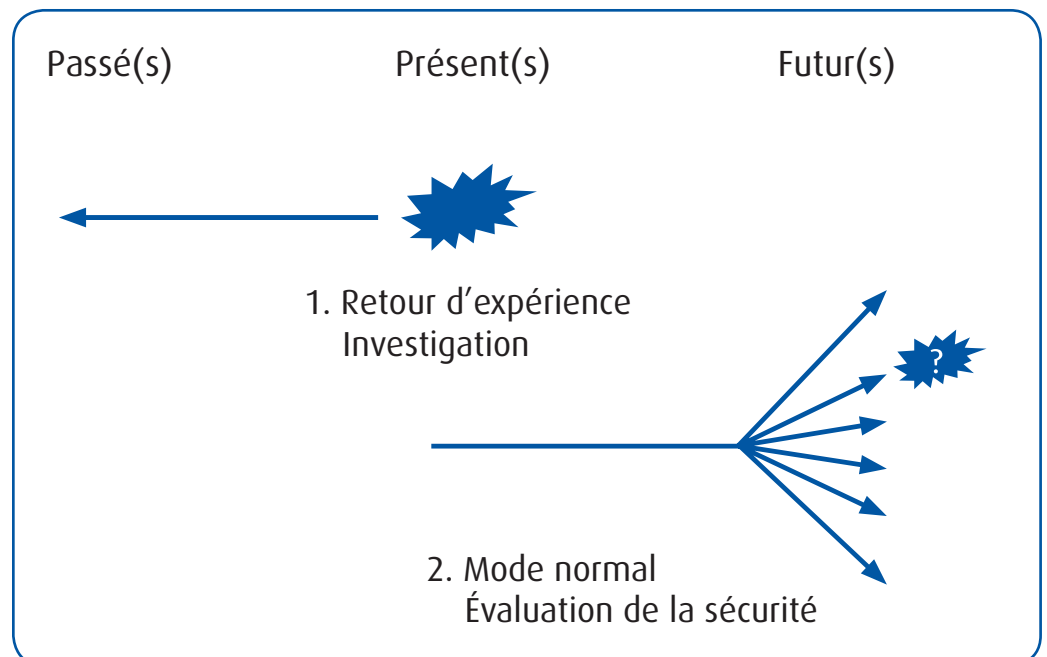 Passé(s) Présent(s) Futur(s)
1. Retour d'expérience
Investigation
?
2. Mode normal
Évaluation de la sécurité